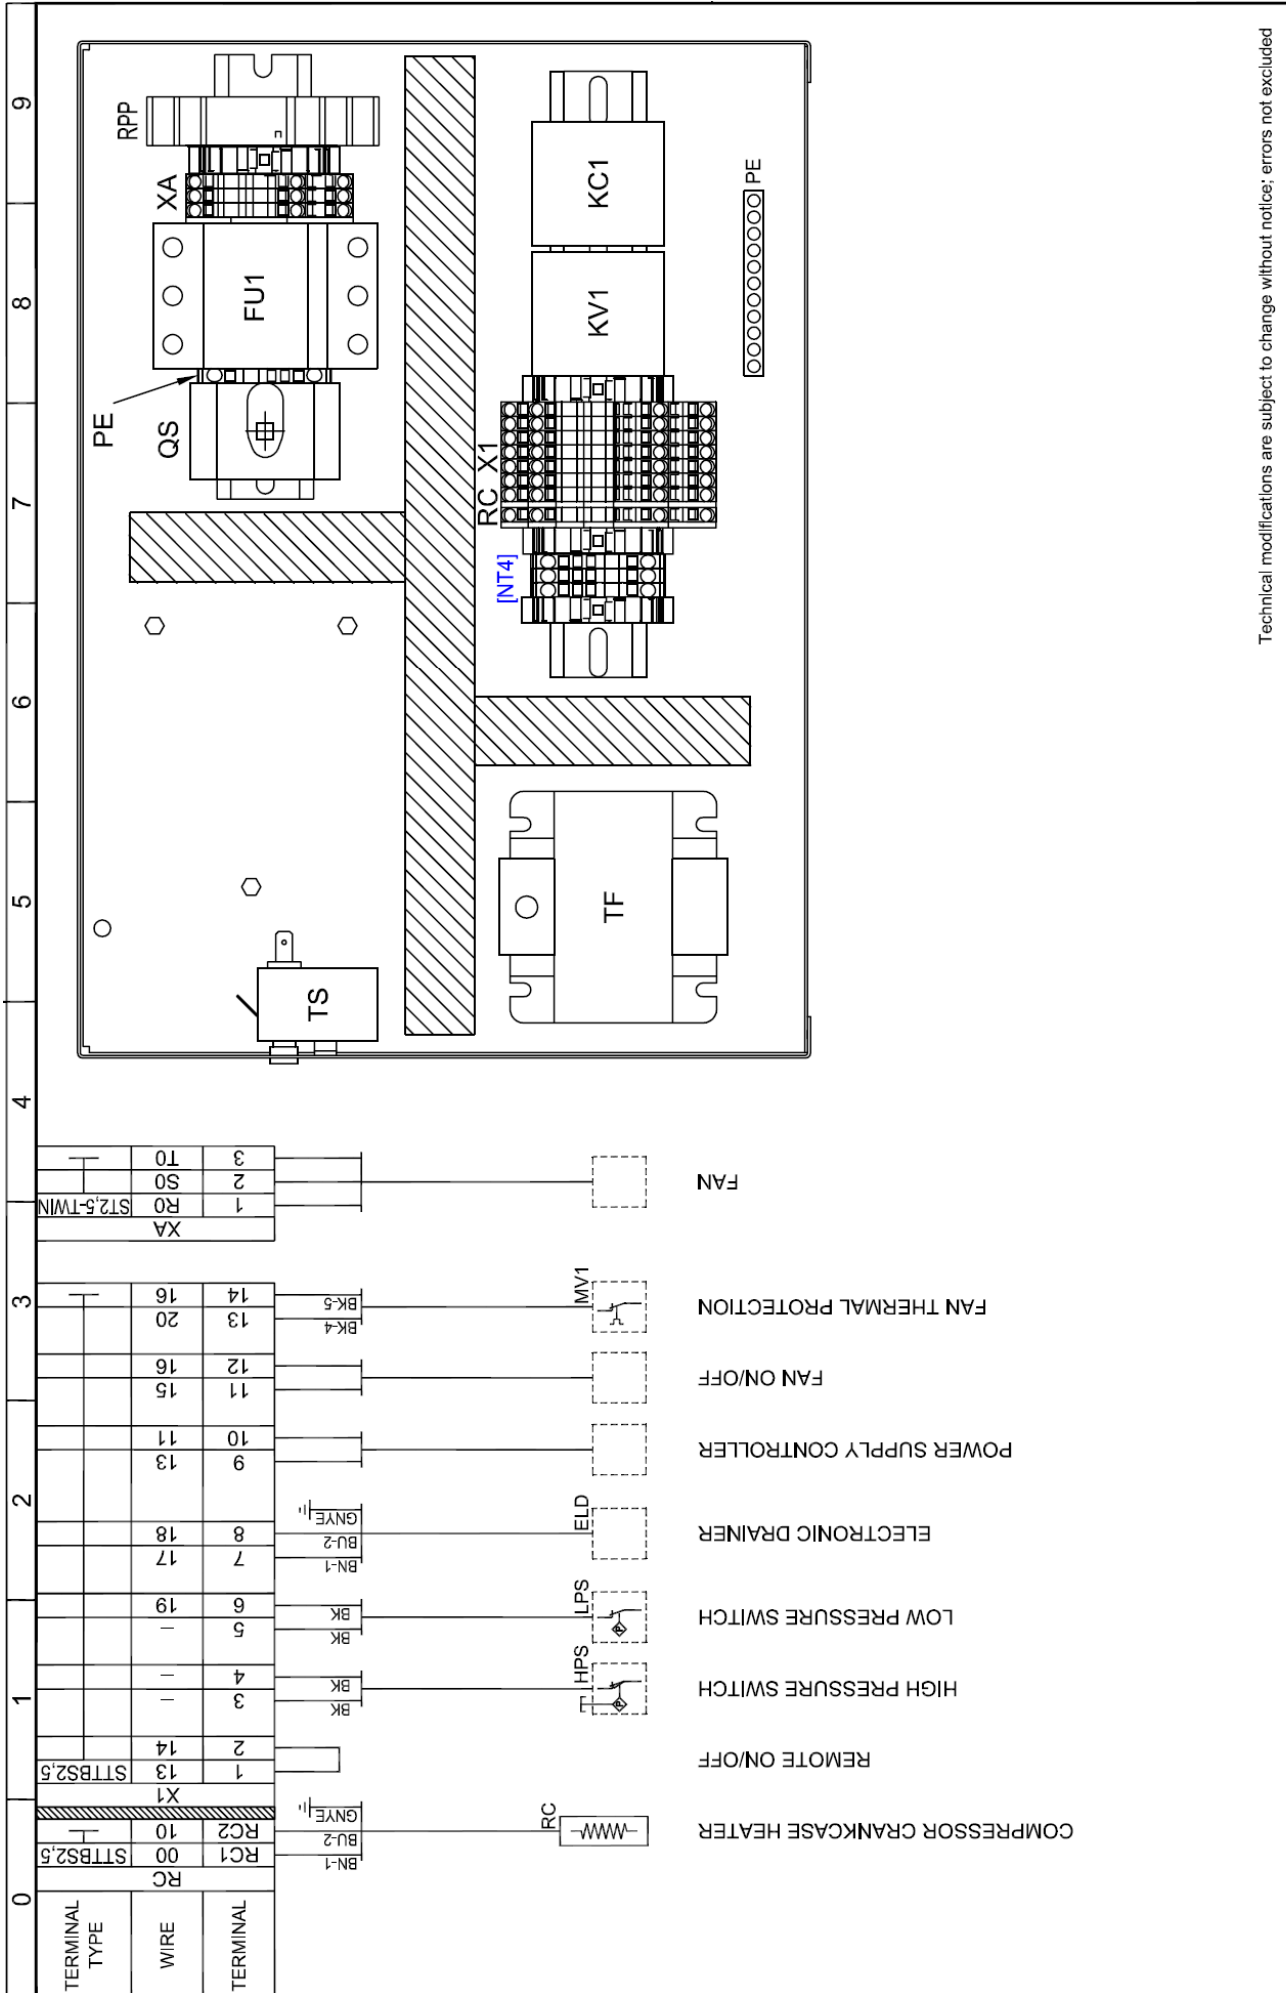 9
8
7
6
5
4
3
2
1
0
RPP
XA
FU1
PE
QS
KC1
KV1
PE
RC X1
[NT4]
TF
TS
Technical modifications are subject to change without notice; errors not excluded
T0 3
S0 2
ST2,5-TWIN R0 1
XA
FAN
16 14 BK-5
20 13 BK-4
MV1
FAN THERMAL PROTECTION
16 12
15 11
FAN ON/OFF
11 10
13 9
POWER SUPPLY CONTROLLER
GNYE
18 8 BU-2
17 7 BN-1
ELD
ELECTRONIC DRAINER
19 6 BK
– 5 BK
LPS
P
LOW PRESSURE SWITCH
– 4 BK
– 3 BK
HPS
P
HIGH PRESSURE SWITCH
14 2
STTBS2,5 13 1
X1
REMOTE ON/OFF
GNYE
10 RC2 BU-2
STTBS2,5 00 RC1 BN-1
RC
RC
COMPRESSOR CRANKCASE HEATER
TERMINAL
TYPE
WIRE
TERMINAL